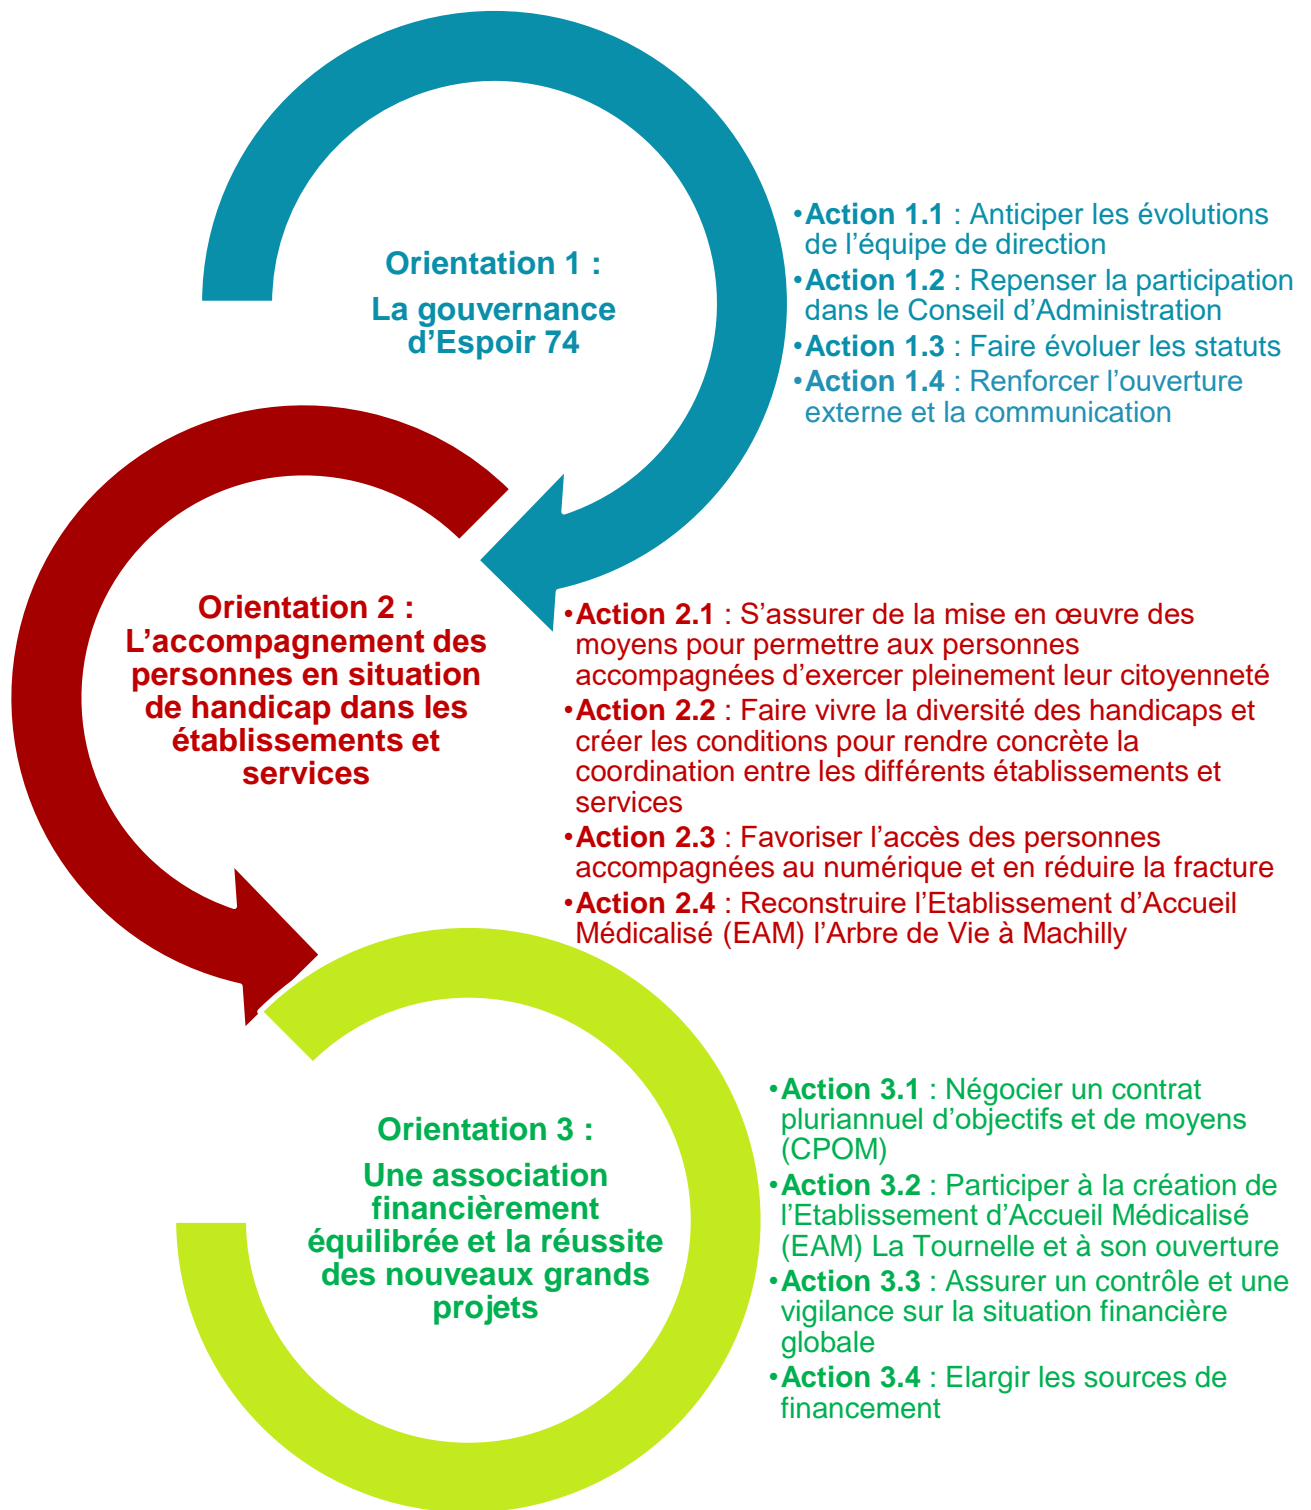 Orientation 1 :
La gouvernance
d’Espoir 74
•Action 1.1 : Anticiper les évolutions
de l’équipe de direction
•Action 1.2 : Repenser la participation
dans le Conseil d’Administration
•Action 1.3 : Faire évoluer les statuts
•Action 1.4 : Renforcer l’ouverture
externe et la communication
Orientation 2 :
L’accompagnement des
personnes en situation
de handicap dans les
établissements et
services
•Action 2.1 : S’assurer de la mise en œuvre des
moyens pour permettre aux personnes
accompagnées d’exercer pleinement leur citoyenneté
•Action 2.2 : Faire vivre la diversité des handicaps et
créer les conditions pour rendre concrète la
coordination entre les différents établissements et
services
•Action 2.3 : Favoriser l’accès des personnes
accompagnées au numérique et en réduire la fracture
•Action 2.4 : Reconstruire l’Etablissement d’Accueil
Médicalisé (EAM) l’Arbre de Vie à Machilly
Orientation 3 :
Une association
financièrement
équilibrée et la réussite
des nouveaux grands
projets
•Action 3.1 : Négocier un contrat
pluriannuel d’objectifs et de moyens
(CPOM)
•Action 3.2 : Participer à la création de
l’Etablissement d’Accueil Médicalisé
(EAM) La Tournelle et à son ouverture
•Action 3.3 : Assurer un contrôle et une
vigilance sur la situation financière
globale
•Action 3.4 : Elargir les sources de
financement